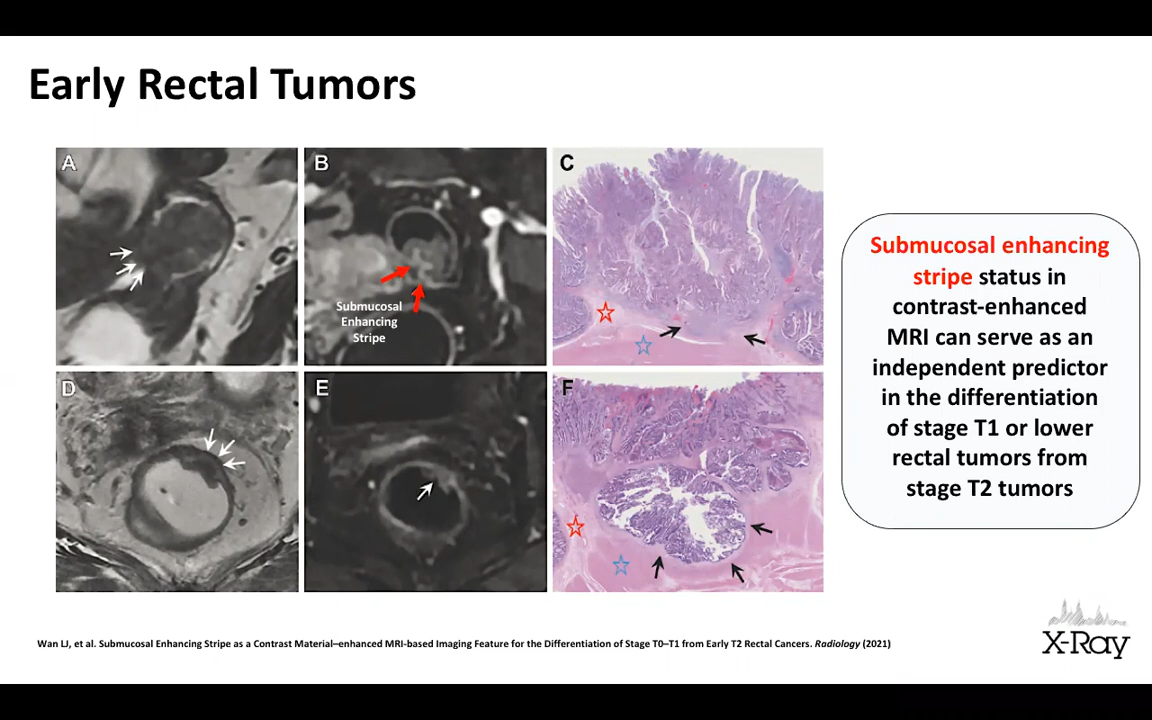 Early Rectal Tumors
A
B
C
Submucosal
Enhancing
Stripe
D
E
F
Submucosal enhancing
stripe status in
contrast-enhanced
MRI can serve as an
independent predictor
in the differentiation
of stage T1 or lower
rectal tumors from
stage T2 tumors
Wan LJ, et al. Submucosal Enhancing Stripe as a Contrast Material–enhanced MRI-based Imaging Feature for the Differentiation of Stage T0–T1 from Early T2 Rectal Cancers. Radiology (2021)
X-Ray